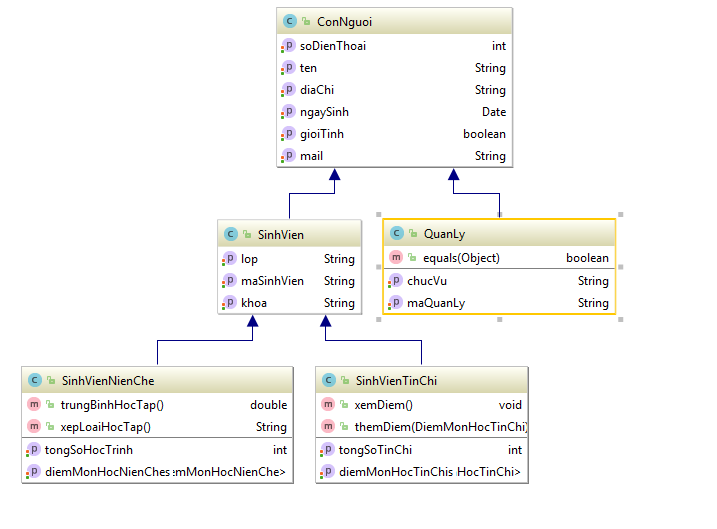 ConNguoi
soDienThoai int
ten String
diaChi String
ngaySinh Date
gioiTinh boolean
mail String
SinhVien
lop String
maSinhVien String
khoa String
QuanLy
equals(Object) boolean
chucVu String
maQuanLy String
SinhVienNienChe
trungBinhHocTap() double
xepLoaiHocTap() String
tongSoHocTrinh int
diemMonHocNienChes :emMonHocNienChe>
SinhVienTinChi
xemDiem() void
themDiem(DiemMonHocTinChi)
tongSoTinChi int
diemMonHocTinChis HocTinChi>